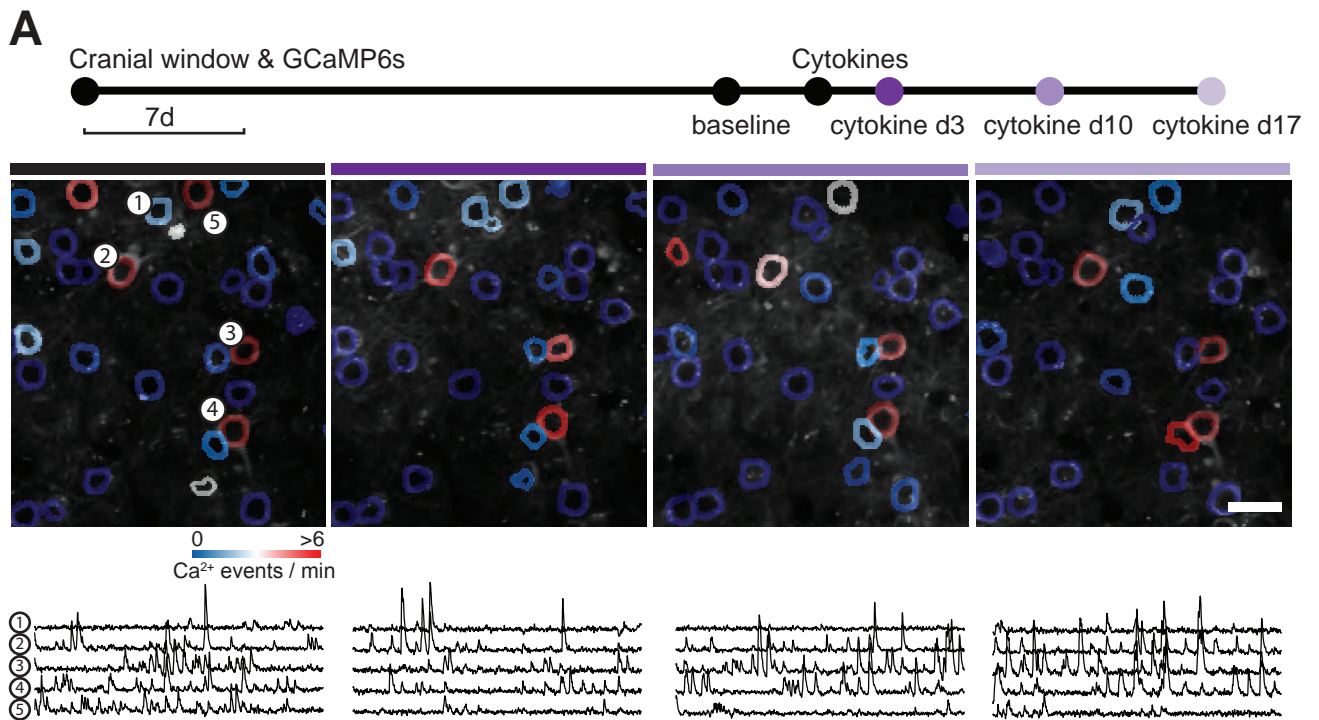 A
Cranial window & GCaMP6s
Cytokines
7d
baseline
cytokine d3
cytokine d10
cytokine d17
1
5
2
3
4
0
>6
Ca²⁺ events / min
1
2
3
4
5